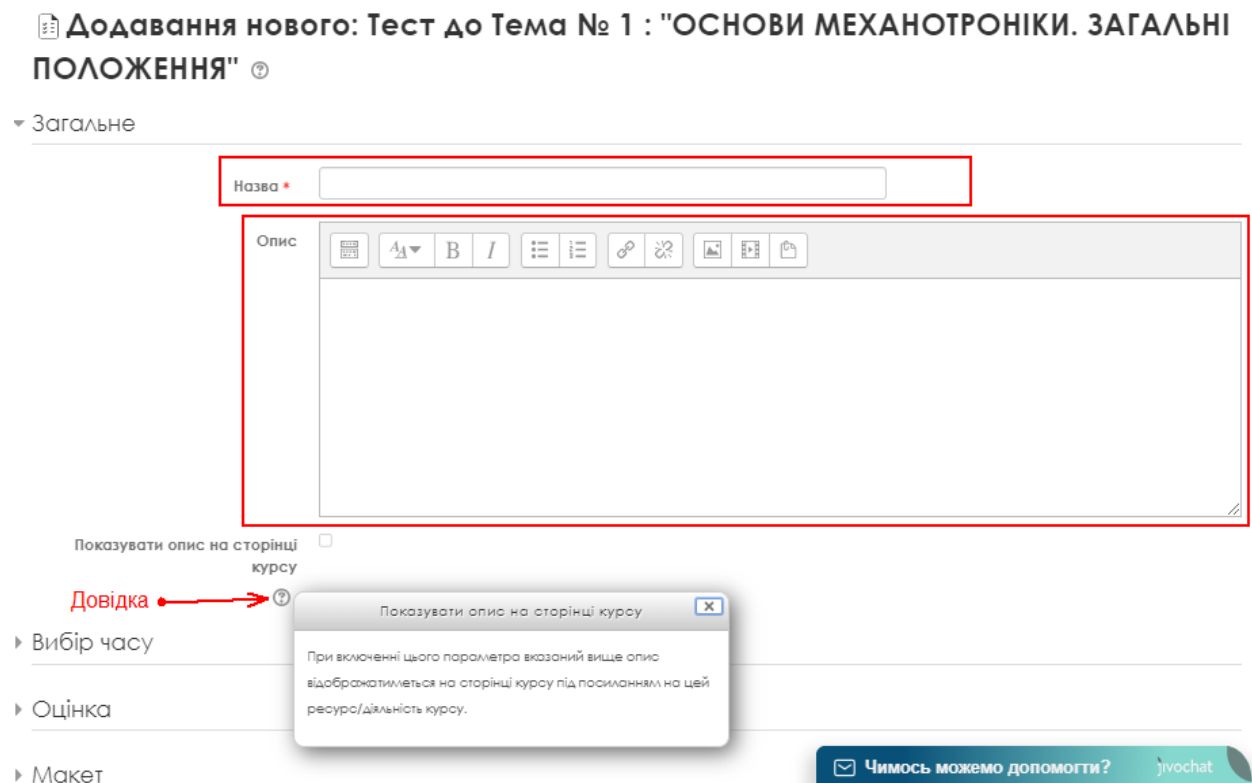 Додавання нового: Тест до Тема № 1 : "ОСНОВИ МЕХАНОТРОНІКИ. ЗАГАЛЬНІ
ПОЛОЖЕННЯ"
Загальне
Назва *
Опис
Показувати опис на сторінці
курсу
Довідка
Показувати опис на сторінці курсу
При включенні цього параметра вказаний вище опис
відображатиметься на сторінці курсу під посиланням на цей
ресурс/діяльність курсу.
Вибір часу
Оцінка
Макет
Чимось можемо допомогти?
jivochat